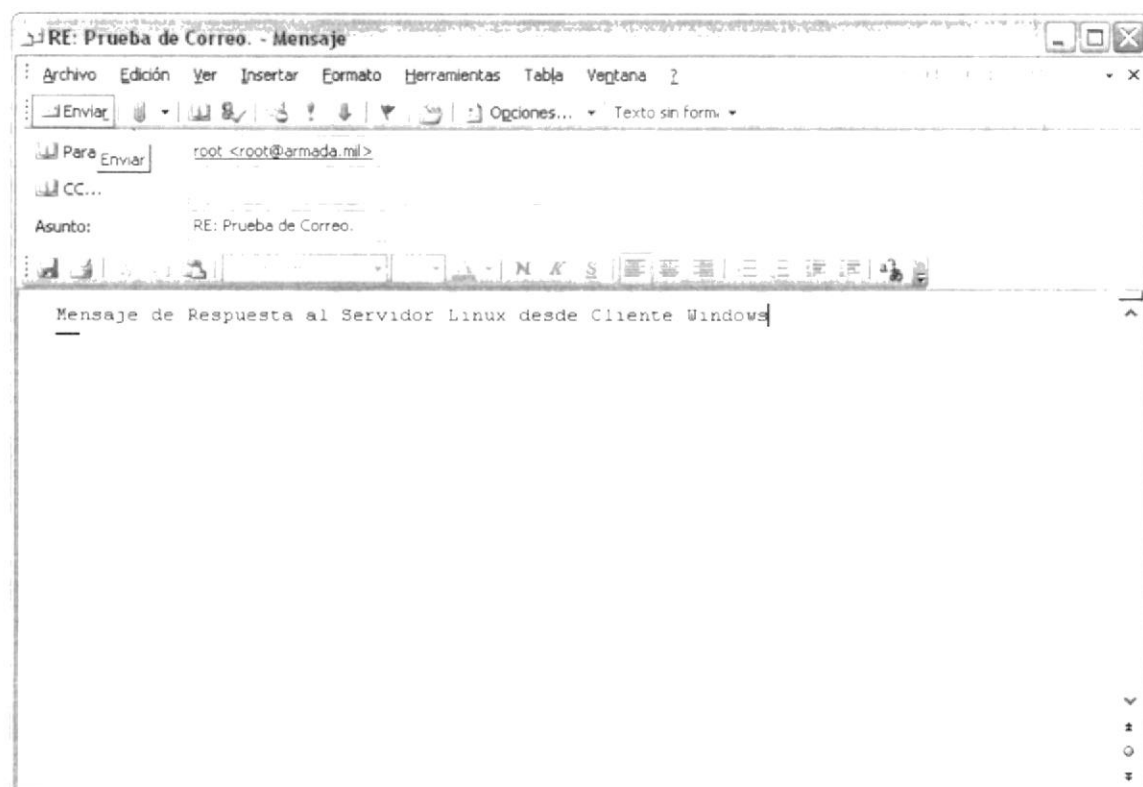 RE: Prueba de Correo. - Mensaje
Archivo Edición Ver Insertar Formato Herramientas Tabla Ventana ?
Enviar Opciones... Texto sin form.
Para Enviar root <root@armada.mil>
CC...
Asunto: RE: Prueba de Correo.
N K S
Mensaje de Respuesta al Servidor Linux desde Cliente Windows